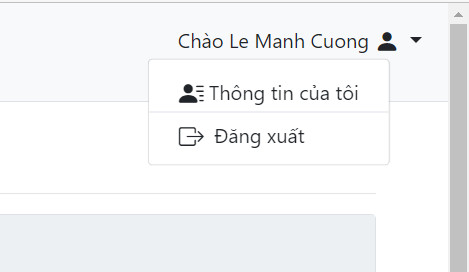 Chào Le Manh Cuong
Thông tin của tôi
Đăng xuất